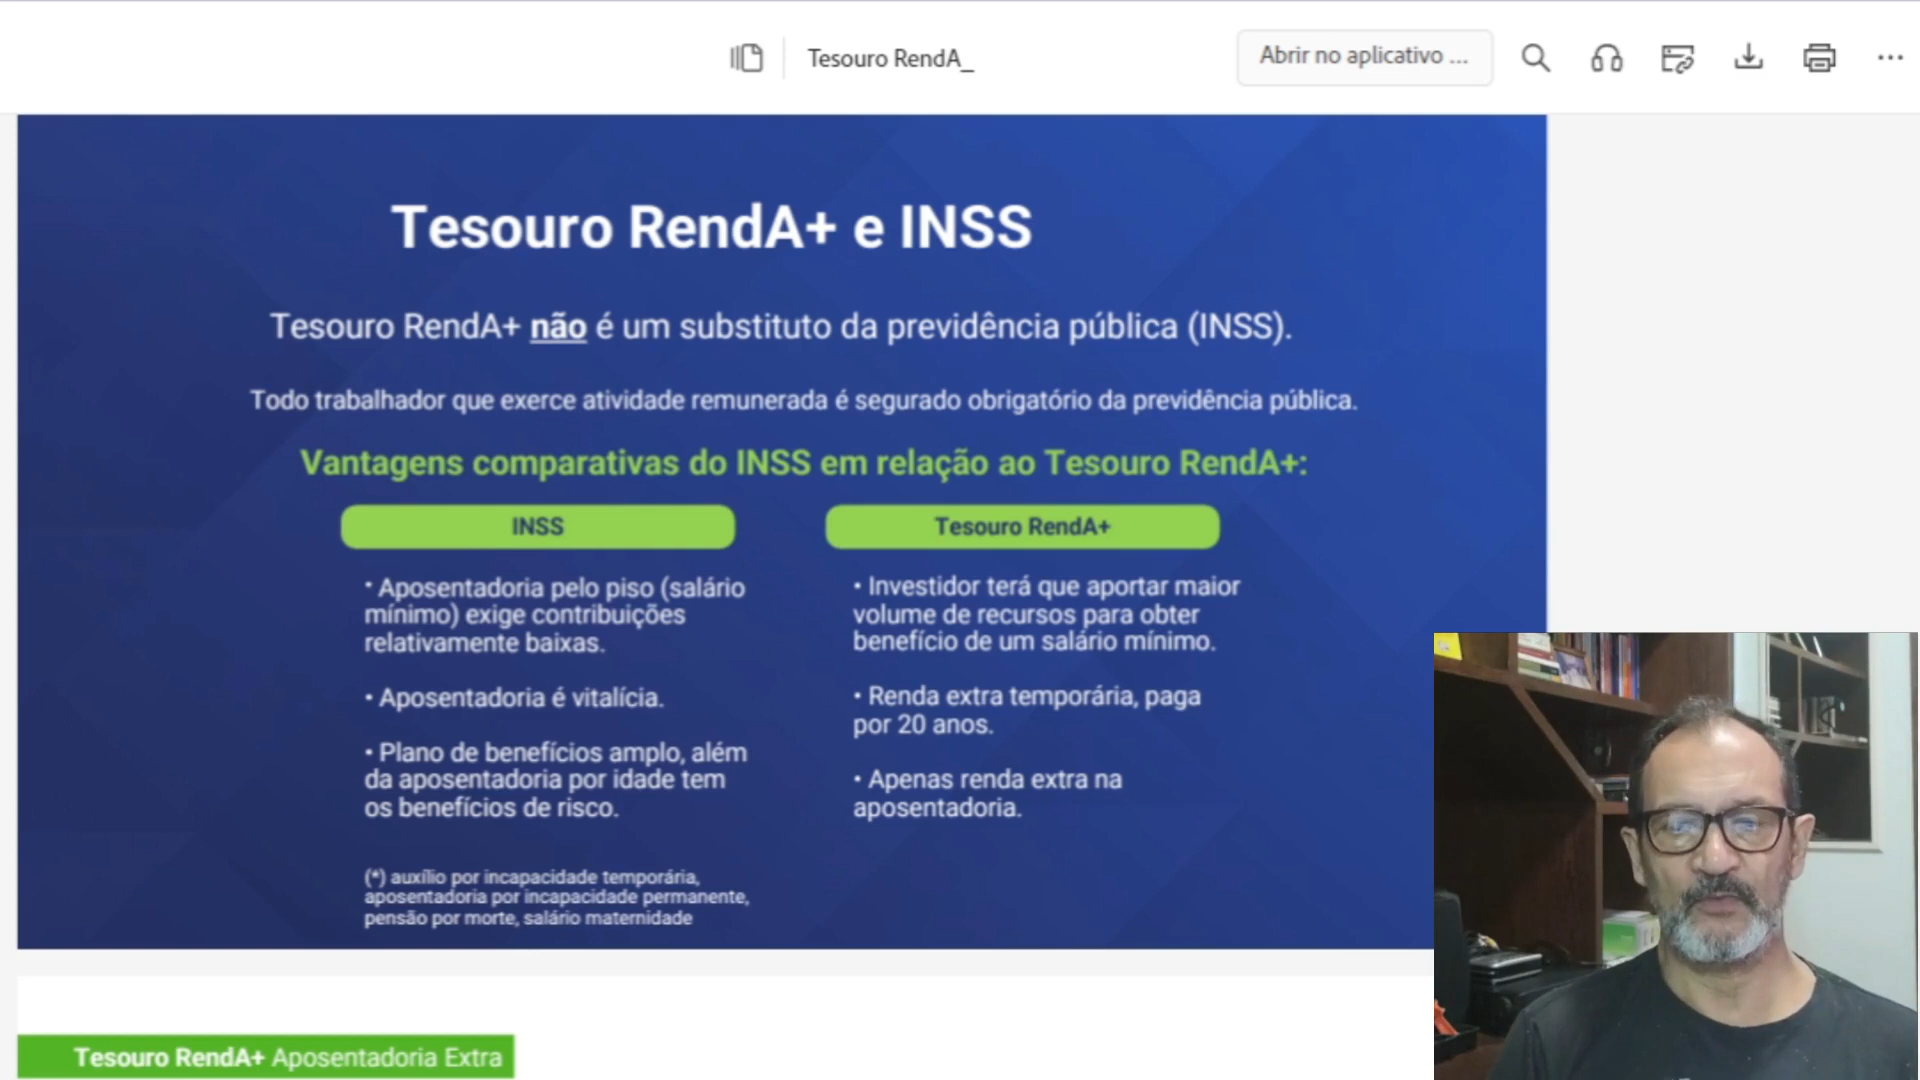 Tesouro RendA_
Abrir no aplicativo ...
Tesouro RendA+ e INSS
Tesouro RendA+ não é um substituto da previdência pública (INSS).
Todo trabalhador que exerce atividade remunerada é segurado obrigatório da previdência pública.
Vantagens comparativas do INSS em relação ao Tesouro RendA+:
INSS
• Aposentadoria pelo piso (salário
mínimo) exige contribuições
relativamente baixas.
• Aposentadoria é vitalícia.
• Plano de benefícios amplo, além
da aposentadoria por idade tem
os benefícios de risco.
(*) auxílio por incapacidade temporária,
aposentadoria por incapacidade permanente,
pensão por morte, salário maternidade
Tesouro RendA+
• Investidor terá que aportar maior
volume de recursos para obter
benefício de um salário mínimo.
• Renda extra temporária, paga
por 20 anos.
• Apenas renda extra na
aposentadoria.
Tesouro RendA+ Aposentadoria Extra